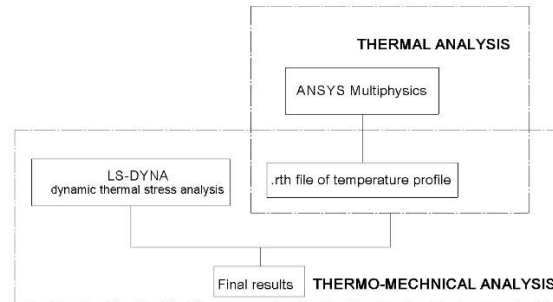 THERMAL ANALYSIS
ANSYS Multiphysics
LS-DYNA
dynamic thermal stress analysis
.rth file of temperature profile
Final results
THERMO-MECHNICAL ANALYSIS